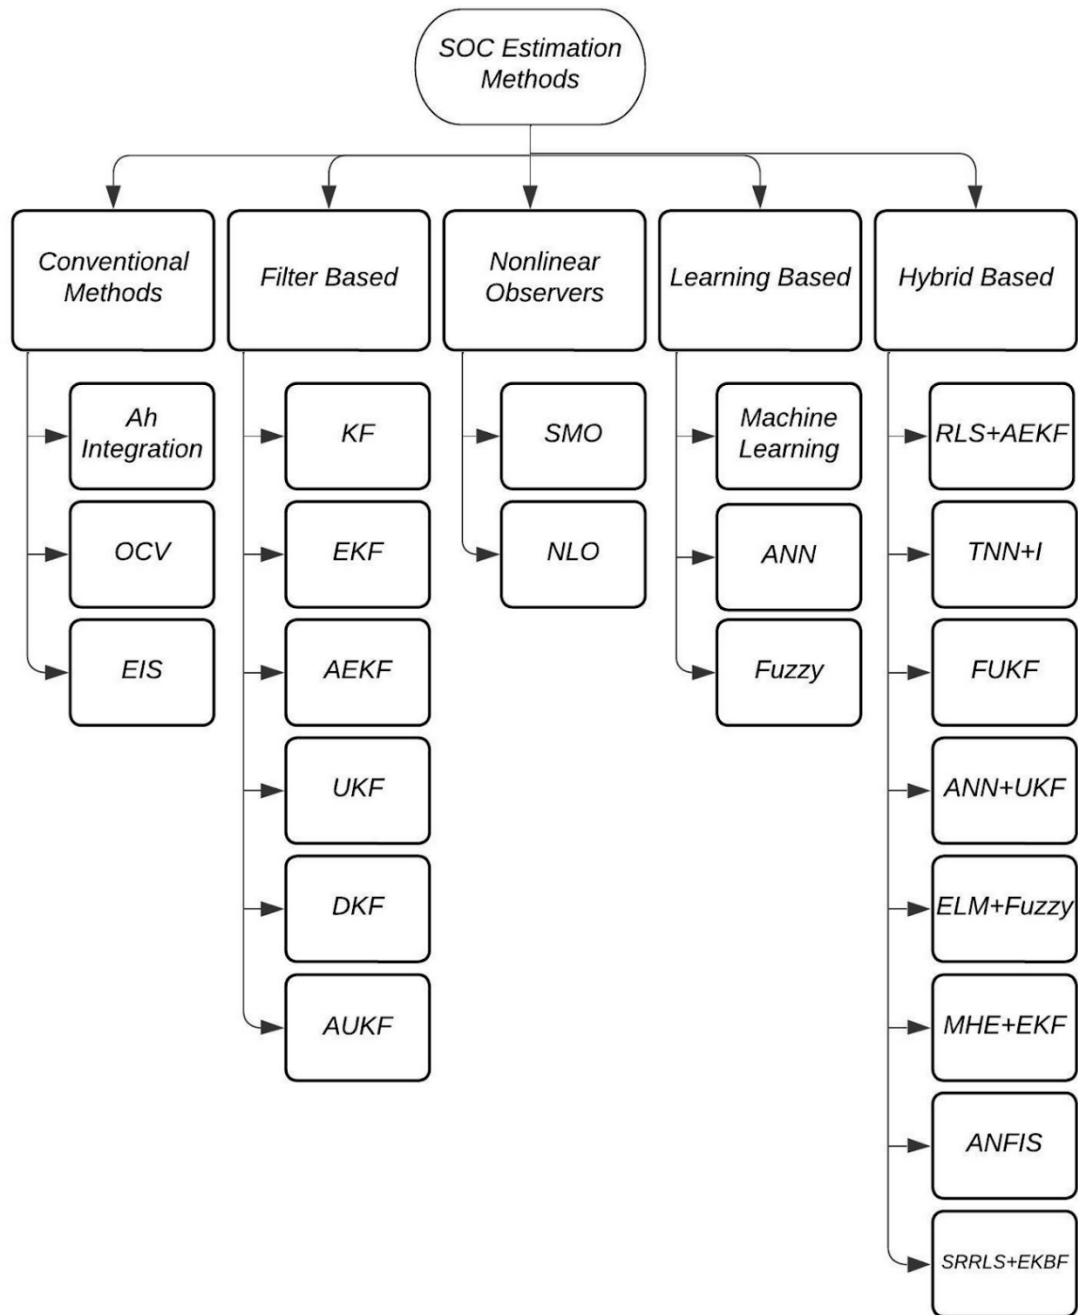 SOC Estimation
Methods
Conventional
Methods
Filter Based
Nonlinear
Observers
Learning Based
Hybrid Based
Ah
Integration
OCV
EIS
KF
EKF
AEKF
UKF
DKF
AUKF
SMO
NLO
Machine
Learning
ANN
Fuzzy
RLS+AEKF
TNN+I
FUKF
ANN+UKF
ELM+Fuzzy
MHE+EKF
ANFIS
SRRLS+EKBF